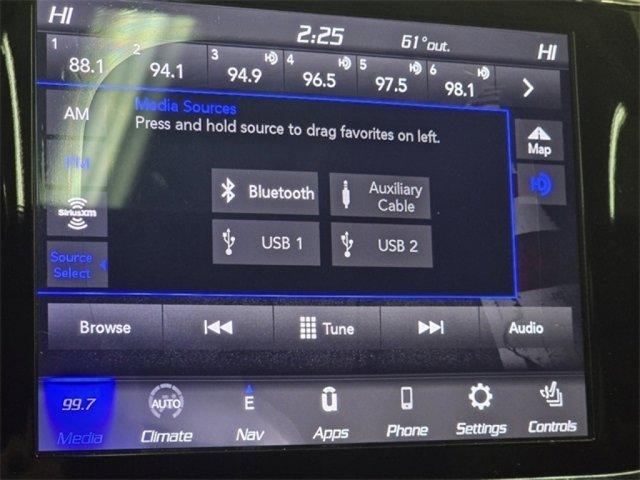 HI 2:25 61°out. HI
1 88.1 2 94.1 3 94.9 4 96.5 5 97.5 6 98.1
AM
Media Sources
Press and hold source to drag favorites on left.
Map
FM
Bluetooth
Auxiliary
Cable
SiriusXM
USB 1
USB 2
Source
Select
Browse Tune Audio
99.7 AUTO E
Media Climate Nav Apps Phone Settings Controls